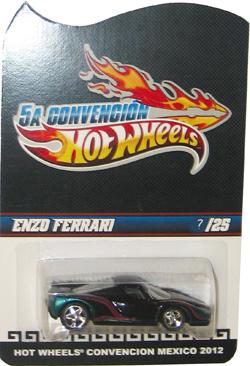 5A CONVENCIÓN
HOT WHEELS
ENZO FERRARI
? /25
HOT WHEELS® CONVENCION MEXICO 2012